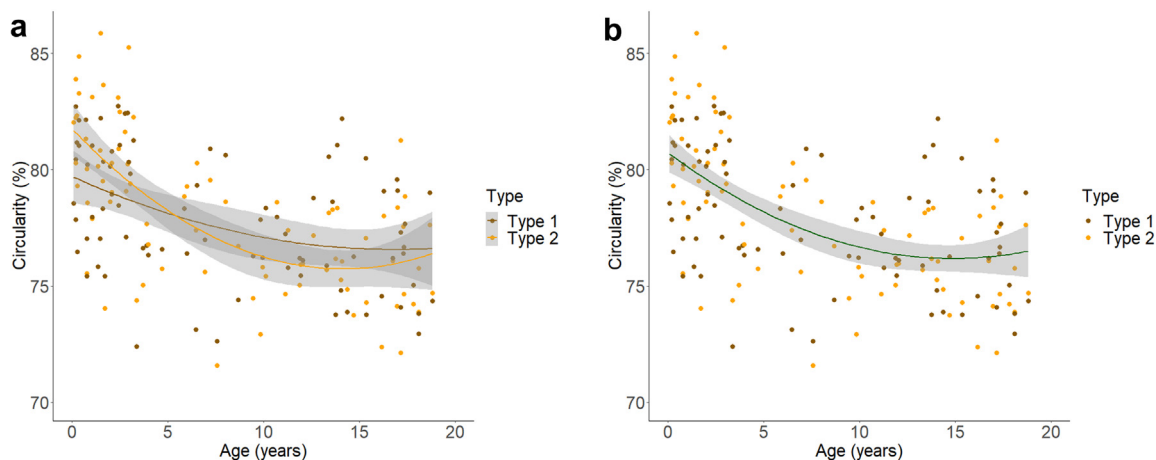 a
85
80
75
70
Circularity (%)
0 5 10 15 20
Age (years)
Type
Type 1
Type 2
b
85
80
75
70
Circularity (%)
0 5 10 15 20
Age (years)
Type
Type 1
Type 2